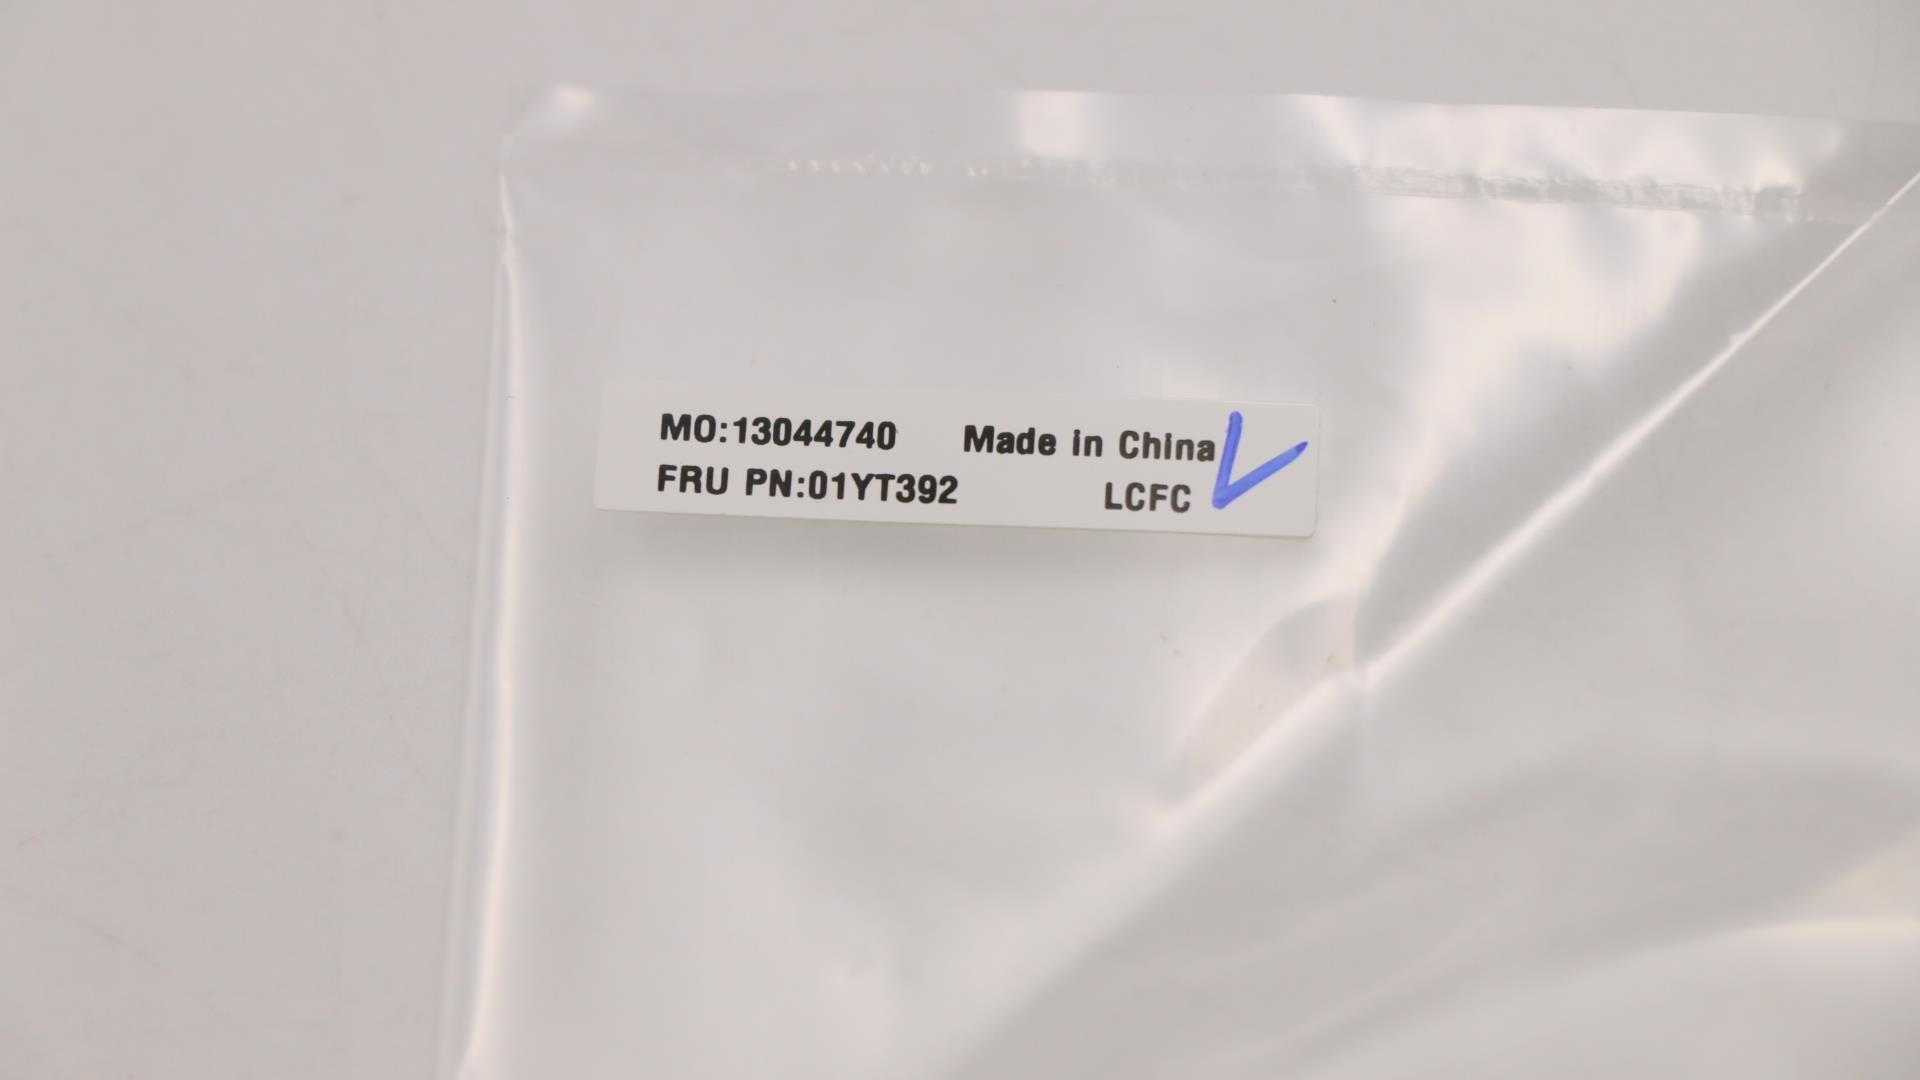 MO:13044740 Made in China
FRU PN:01YT392 LCFC